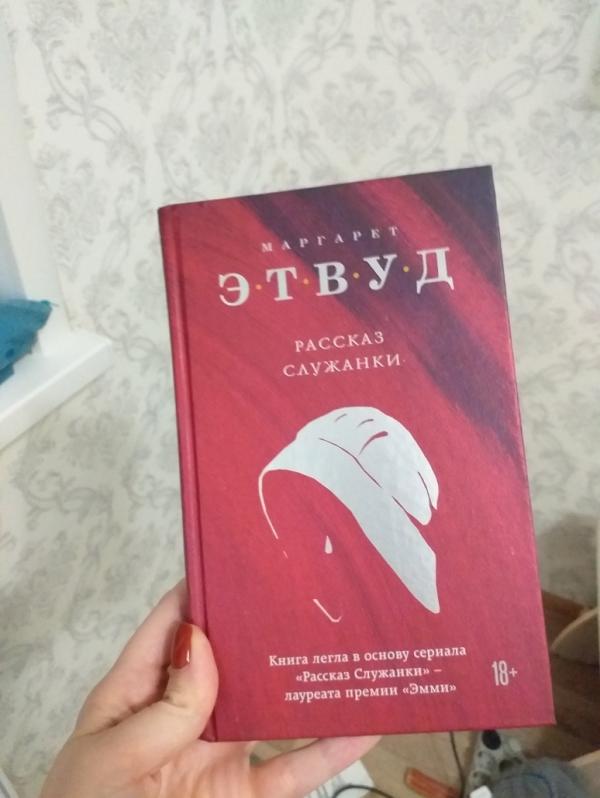 МАРГАРЕТ
Э·Т·В·У·Д
РАССКАЗ
СЛУЖАНКИ
Книга легла в основу сериала
«Рассказ Служанки» –
лауреата премии «Эмми»
18+